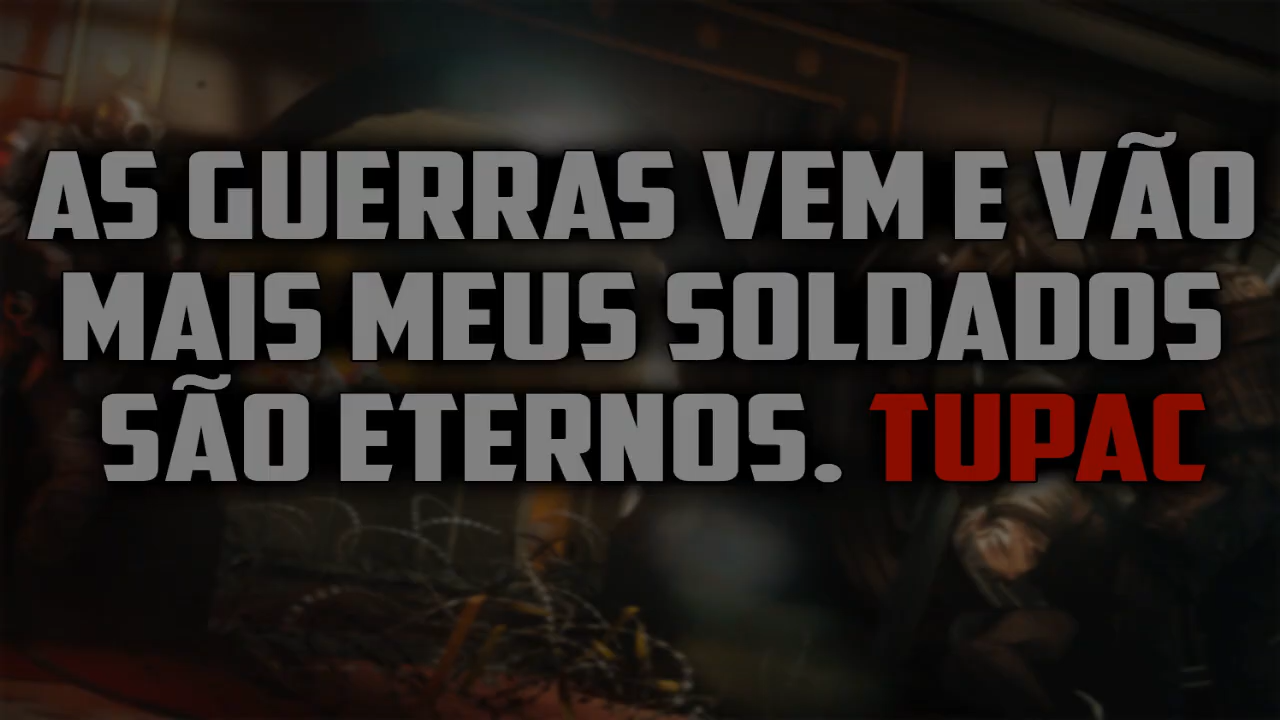 AS GUERRAS VEM E VÃO
MAIS MEUS SOLDADOS
SÃO ETERNOS. TUPAC